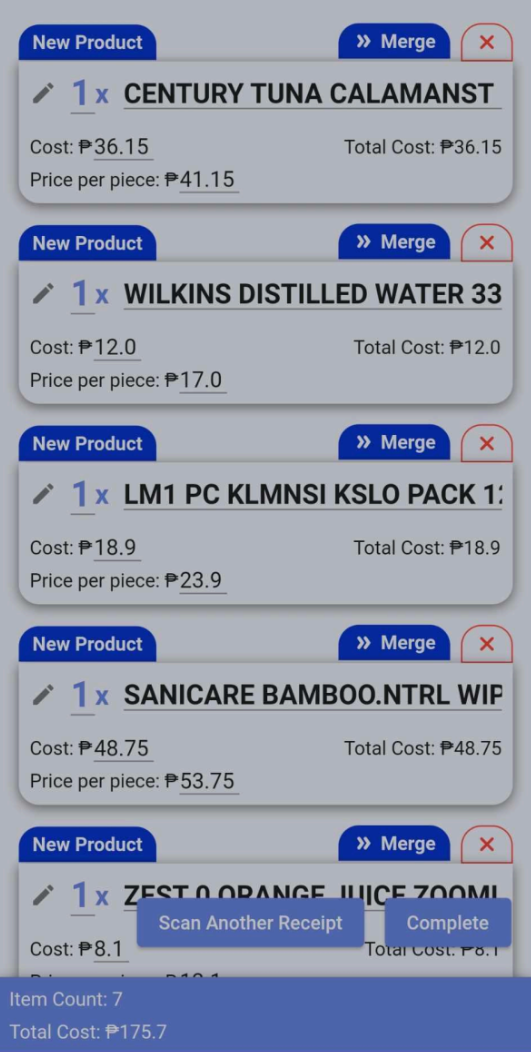 New Product
» Merge
1 x CENTURY TUNA CALAMANST
Cost: ₱36.15 Total Cost: ₱36.15
Price per piece: ₱41.15
New Product
» Merge
1 x WILKINS DISTILLED WATER 33
Cost: ₱12.0 Total Cost: ₱12.0
Price per piece: ₱17.0
New Product
» Merge
1 x LM1 PC KLMNSI KSLO PACK 12
Cost: ₱18.9 Total Cost: ₱18.9
Price per piece: ₱23.9
New Product
» Merge
1 x SANICARE BAMBOO.NTRL WIP
Cost: ₱48.75 Total Cost: ₱48.75
Price per piece: ₱53.75
New Product
» Merge
1 x ZEST 0 ORANGE JUICE
Scan Another Receipt Complete
Cost: ₱8.1 Total Cost: ₱8.1
Item Count: 7
Total Cost: ₱175.7